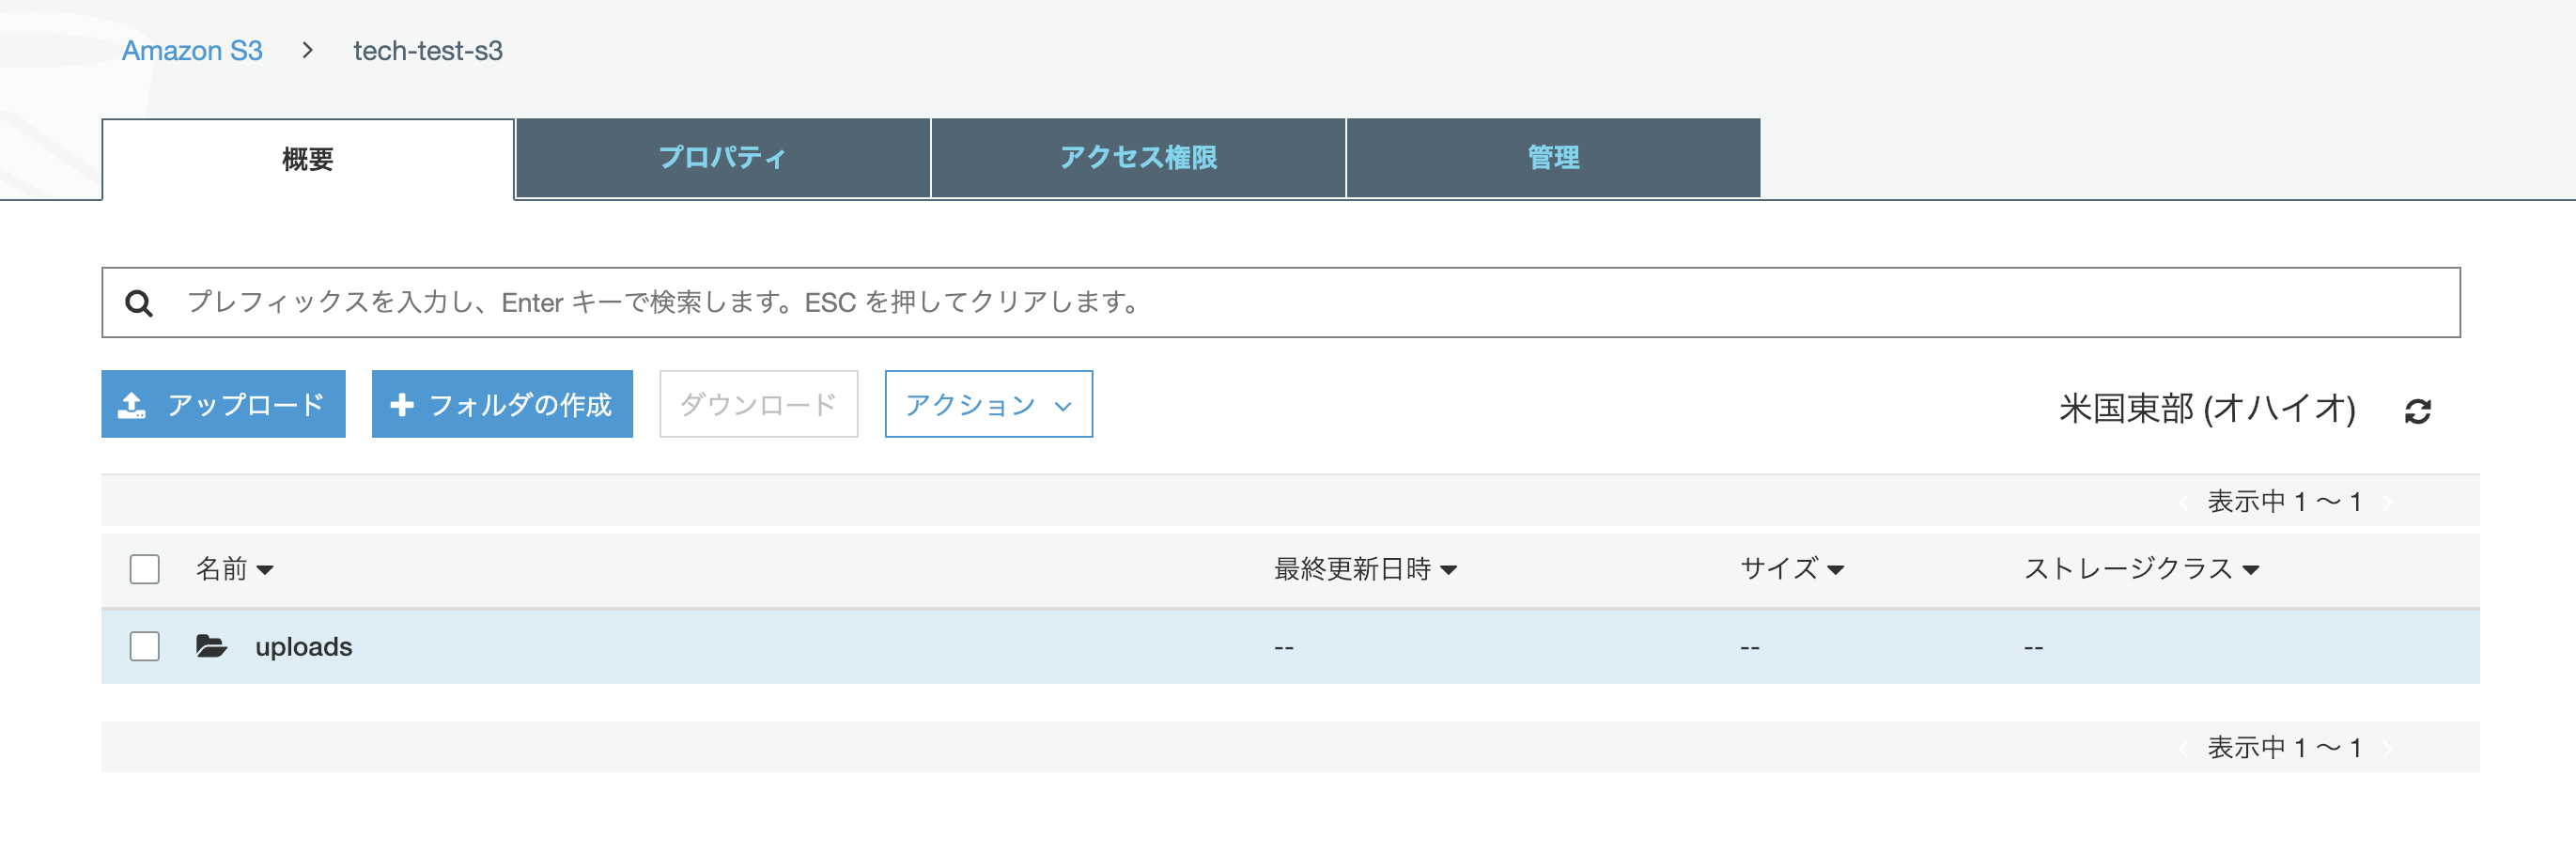 Amazon S3 > tech-test-s3
概要 プロパティ アクセス権限 管理
プレフィックスを入力し、Enter キーで検索します。ESC を押してクリアします。
アップロード フォルダの作成 ダウンロード アクション 米国東部 (オハイオ)
表示中 1 ～ 1
名前 最終更新日時 サイズ ストレージクラス
uploads -- -- --
表示中 1 ～ 1